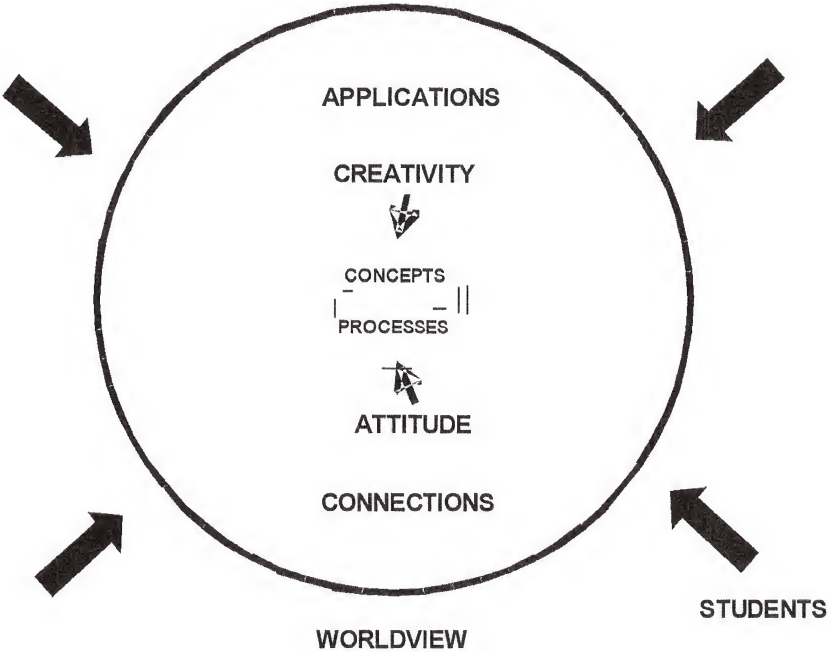 APPLICATIONS
CREATIVITY
CONCEPTS
PROCESSES
ATTITUDE
CONNECTIONS
STUDENTS
WORLDVIEW